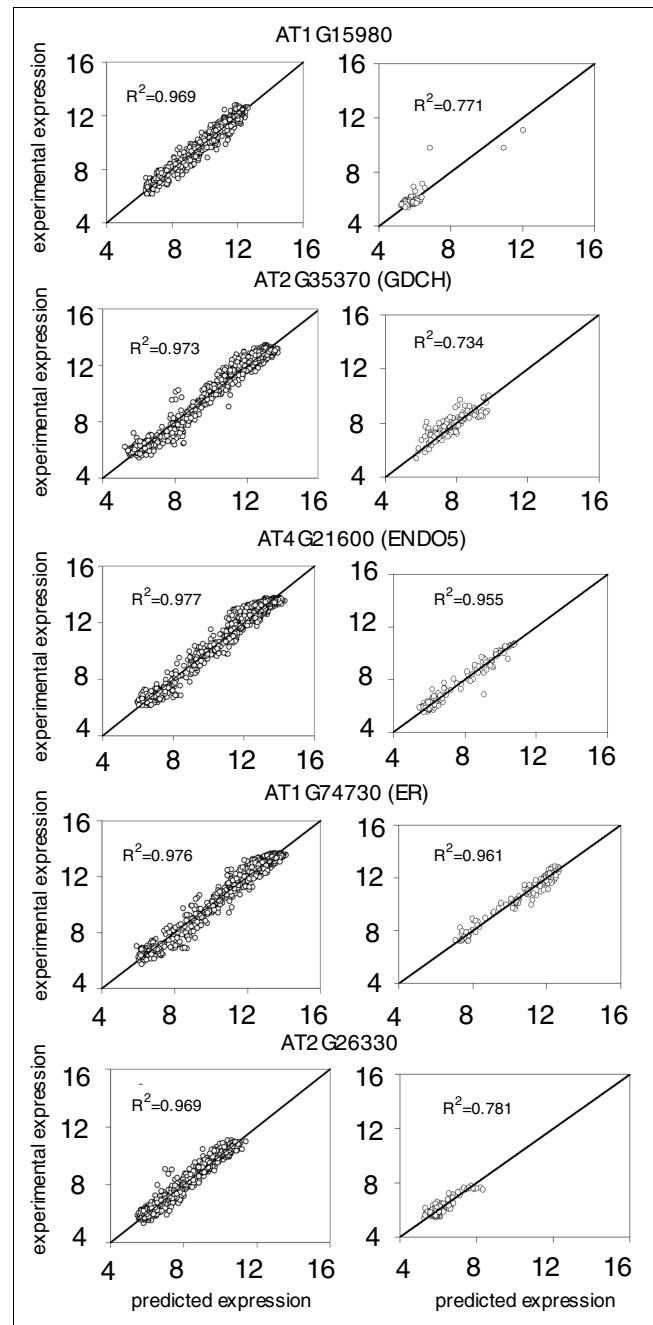 AT1G15980
experimental expression
16
12
8
4
R²=0.969
4 8 12 16
16
12
8
4
R²=0.771
4 8 12 16
AT2G35370 (GDCH)
experimental expression
16
12
8
4
R²=0.973
4 8 12 16
16
12
8
4
R²=0.734
4 8 12 16
AT4G21600 (ENDO5)
experimental expression
16
12
8
4
R²=0.977
4 8 12 16
16
12
8
4
R²=0.955
4 8 12 16
AT1G74730 (ER)
experimental expression
16
12
8
4
R²=0.976
4 8 12 16
16
12
8
4
R²=0.961
4 8 12 16
AT2G26330
experimental expression
16
12
8
4
R²=0.969
4 8 12 16
predicted expression
16
12
8
4
R²=0.781
4 8 12 16
predicted expression